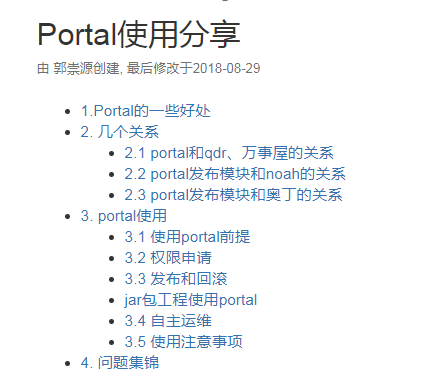 Portal使用分享
由 郭崇源创建, 最后修改于2018-08-29
1.Portal的一些好处
2. 几个关系
2.1 portal和qdr、万事屋的关系
2.2 portal发布模块和noah的关系
2.3 portal发布模块和奥丁的关系
3. portal使用
3.1 使用portal前提
3.2 权限申请
3.3 发布和回滚
jar包工程使用portal
3.4 自主运维
3.5 使用注意事项
4. 问题集锦